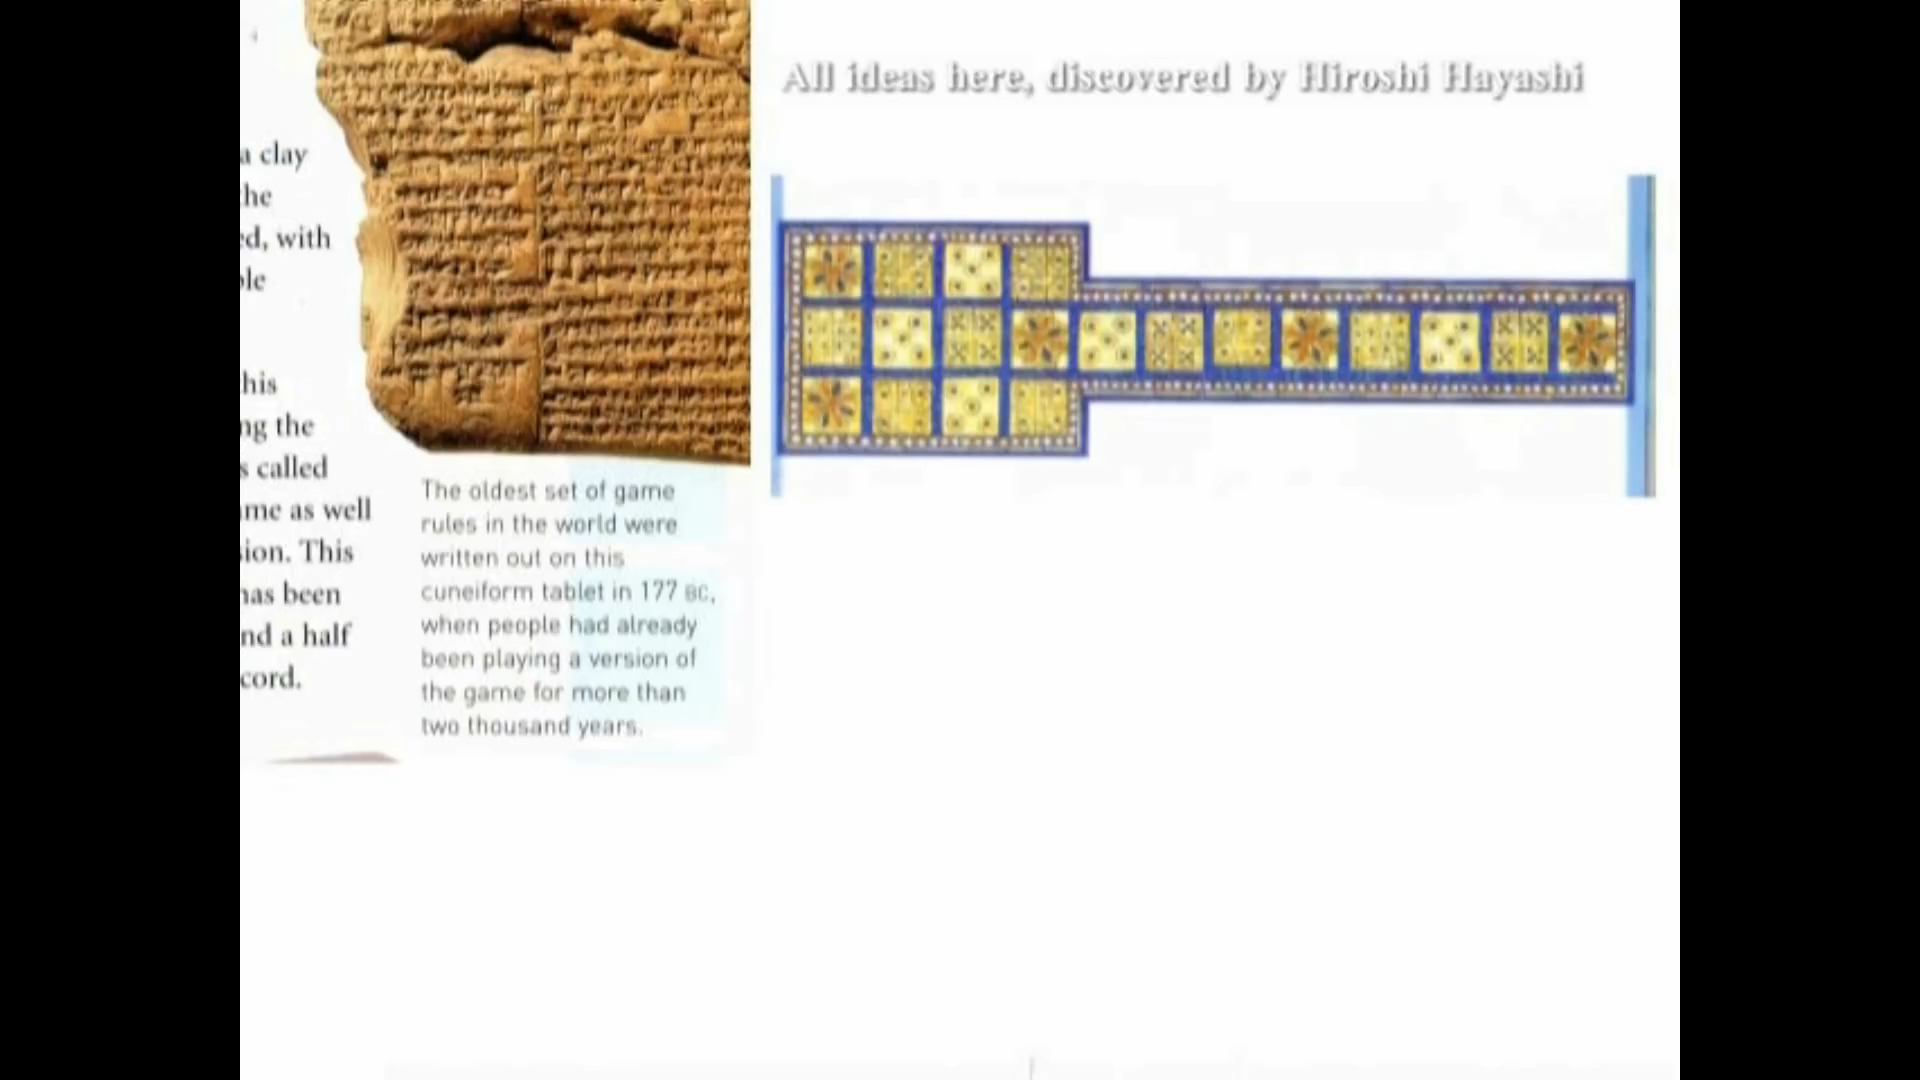 a clay
he
ed, with
ble
his
ng the
s called
me as well
sion. This
has been
nd a half
cord.
The oldest set of game
rules in the world were
written out on this
cuneiform tablet in 177 BC,
when people had already
been playing a version of
the game for more than
two thousand years.
All ideas here, discovered by Hiroshi Hayashi